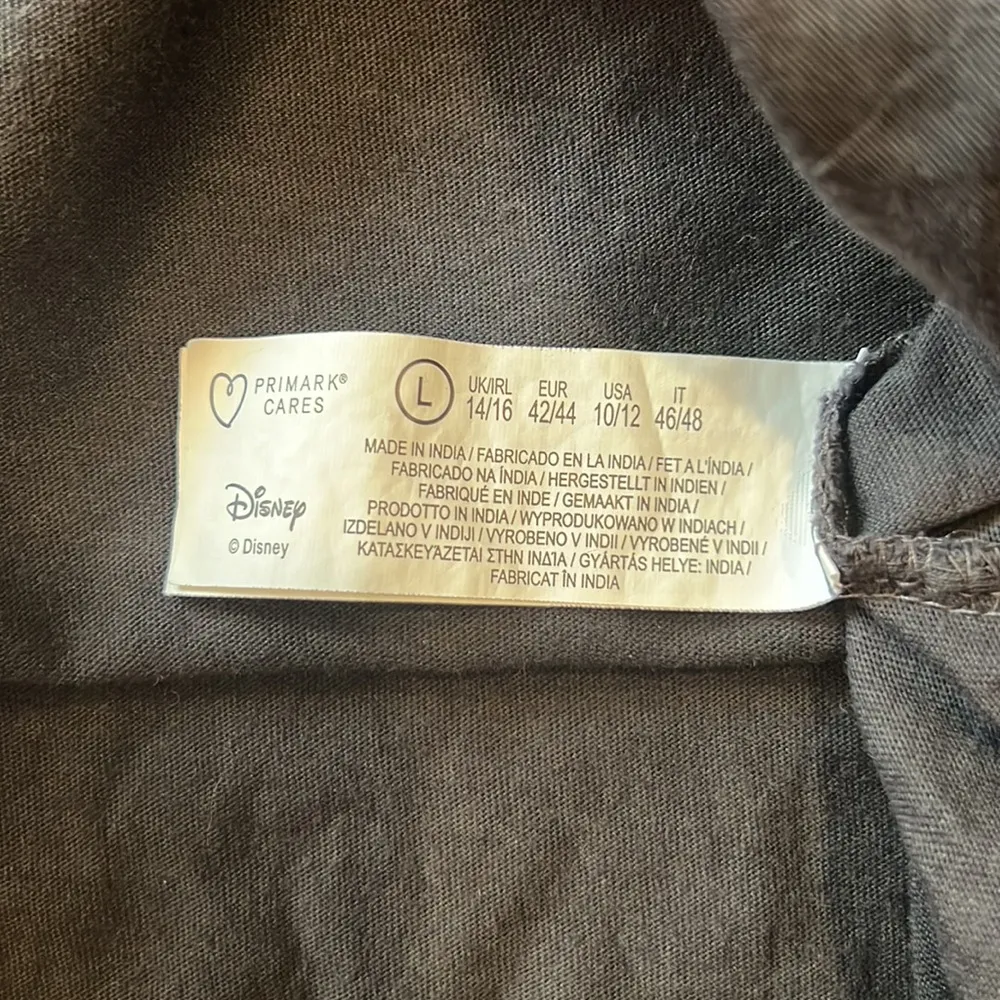 PRIMARK®
CARES
L
UK/IRL EUR USA IT
14/16 42/44 10/12 46/48
MADE IN INDIA / FABRICADO EN LA INDIA / FET A L'ÍNDIA /
FABRICADO NA ÍNDIA / HERGESTELLT IN INDIEN /
FABRIQUÉ EN INDE / GEMAAKT IN INDIA /
PRODOTTO IN INDIA / WYPRODUKOWANO W INDIACH /
IZDELANO V INDIJI / VYROBENO V INDII / VYROBENÉ V INDII /
ΚΑΤΑΣΚΕΥΑΖΕΤΑΙ ΣΤΗΝ ΙΝΔΊΑ / GYÁRTÁS HELYE: INDIA /
FABRICAT ÎN INDIA
Disney
© Disney